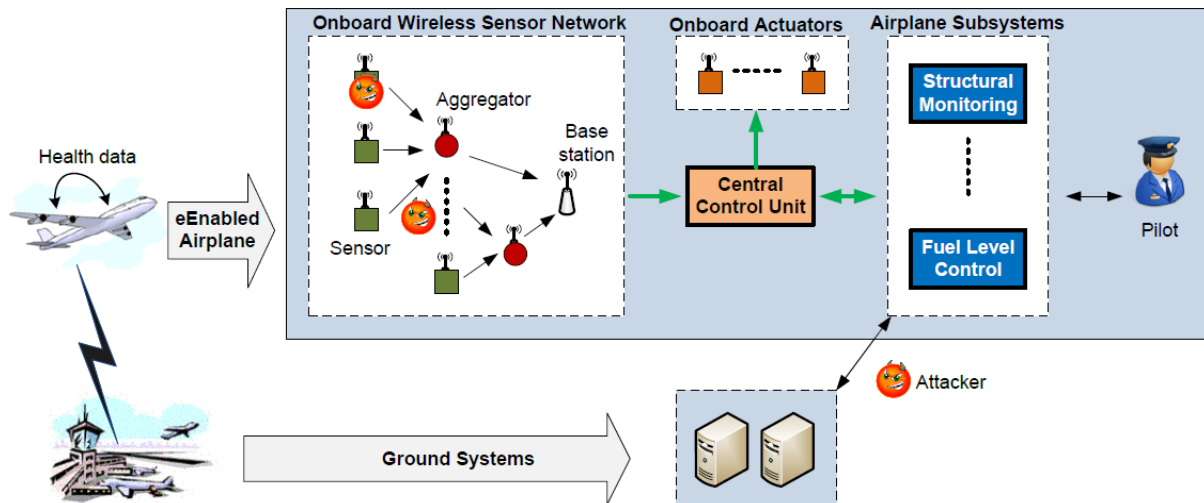 Onboard Wireless Sensor Network
Onboard Actuators
Airplane Subsystems
Health data
eEnabled
Airplane
Aggregator
Base
station
Sensor
Central
Control Unit
Structural
Monitoring
Fuel Level
Control
Pilot
Attacker
Ground Systems